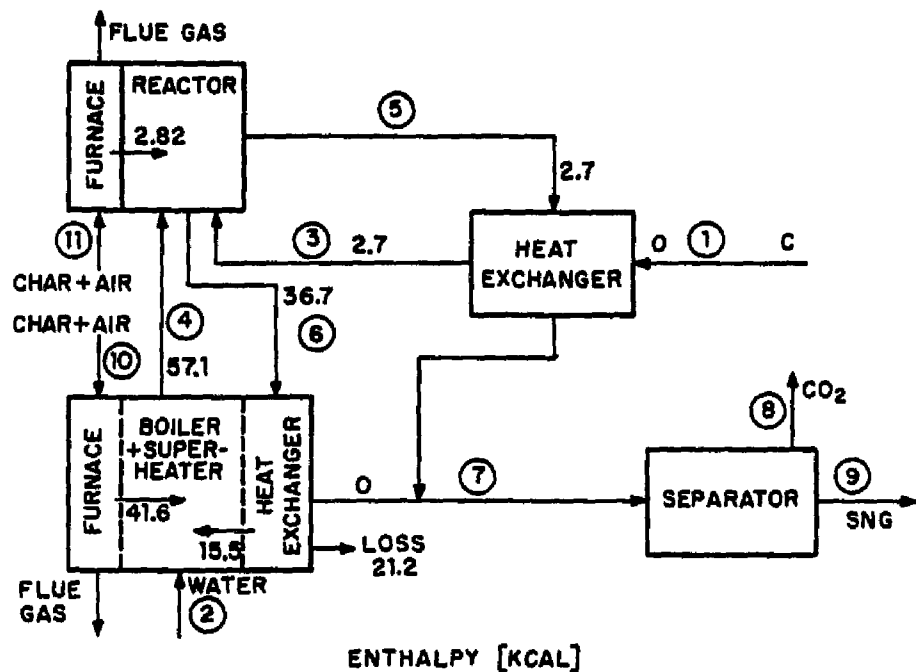 FLUE GAS
FURNACE
REACTOR
2.82
5
2.7
3
2.7
HEAT
EXCHANGER
0
1
C
11
CHAR + AIR
CHAR + AIR
10
4
57.1
36.7
6
FURNACE
BOILER
+ SUPER-
HEATER
HEAT
EXCHANGER
41.6
15.5
0
7
LOSS
21.2
8
CO2
SEPARATOR
9
SNG
FLUE
GAS
WATER
2
ENTHALPY [KCAL]